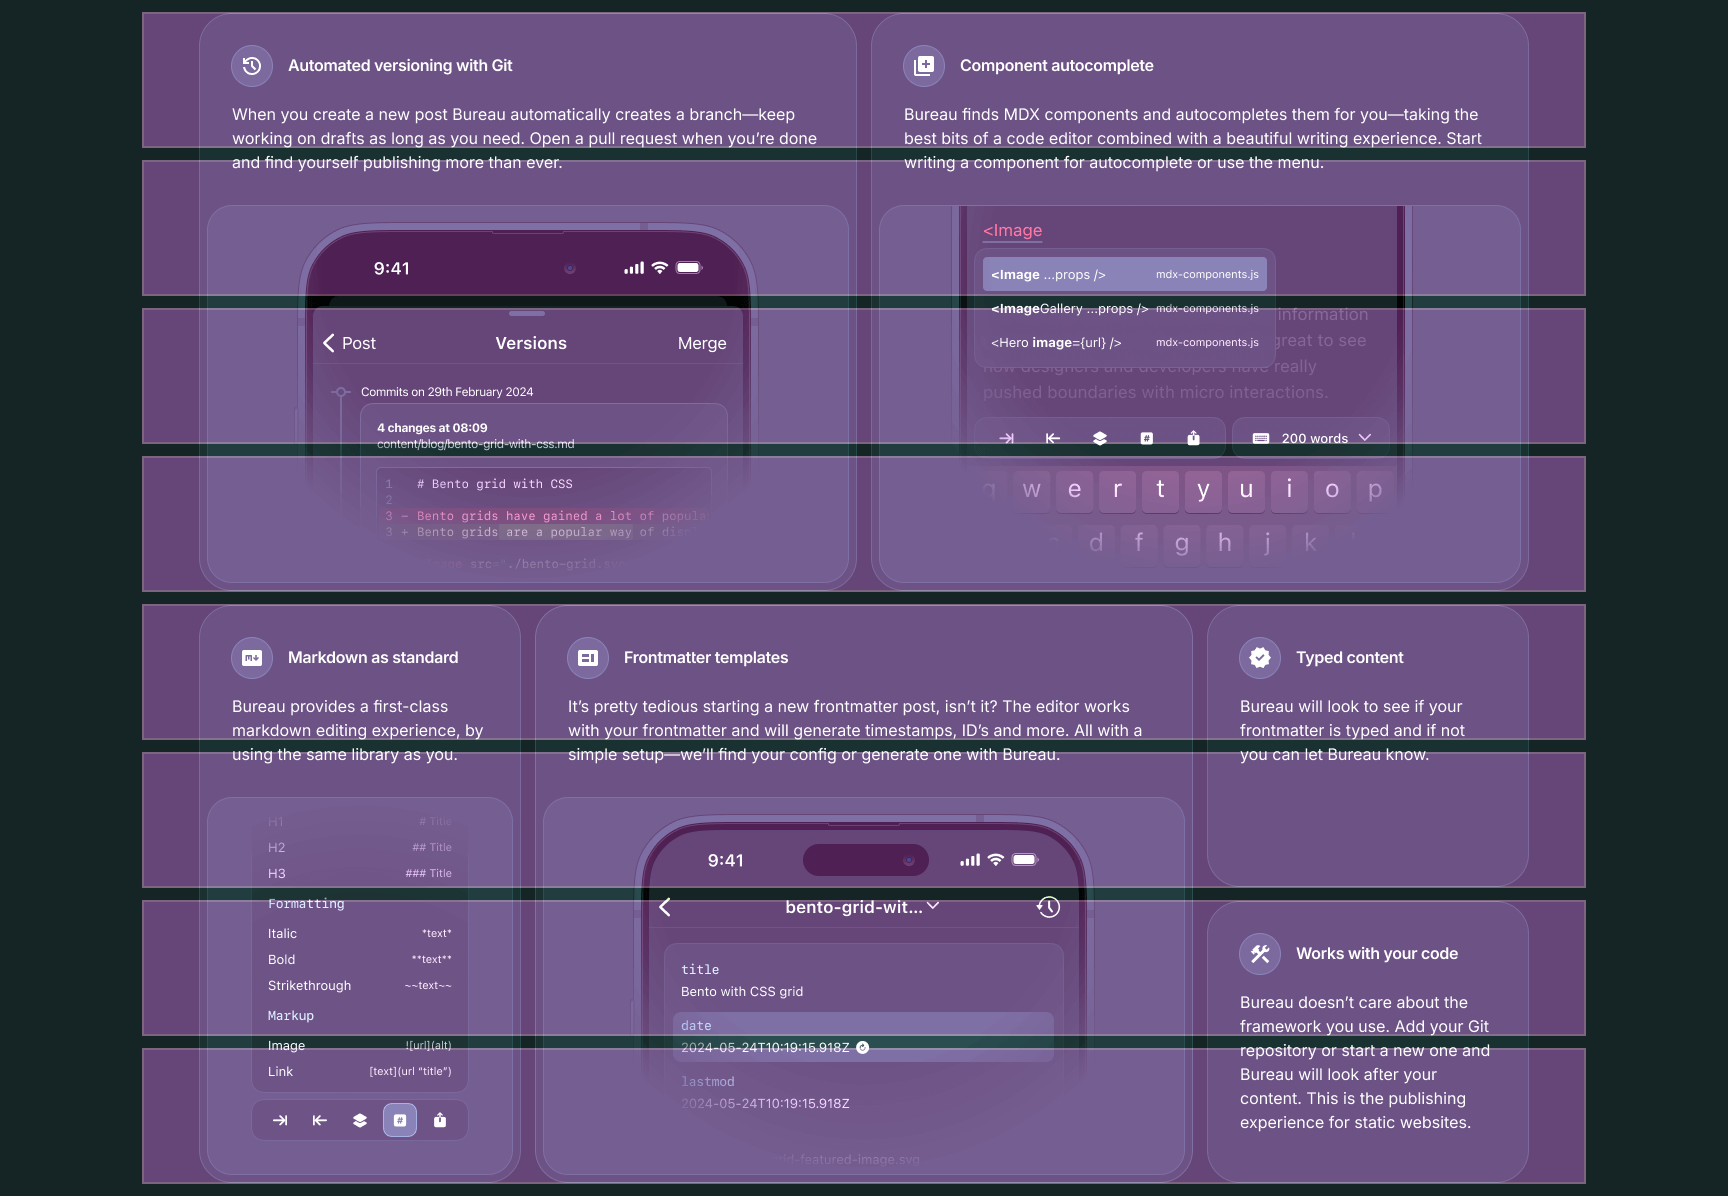 Automated versioning with Git
When you create a new post Bureau automatically creates a branch—keep
working on drafts as long as you need. Open a pull request when you’re done
and find yourself publishing more than ever.
9:41
Post
Versions
Merge
Commits on 29th February 2024
4 changes at 08:09
content/blog/bento-grid-with-css.md
1 # Bento grid with CSS
2
3 – Bento grids have gained a lot of popula
3 + Bento grids are a popular way of dis
src="./bento-grid.svg
Component autocomplete
Bureau finds MDX components and autocompletes them for you—taking the
best bits of a code editor combined with a beautiful writing experience. Start
writing a component for autocomplete or use the menu.
<Image
<Image ...props /> mdx-components.js
<ImageGallery ...props /> mdx-components.js
<Hero image={url} /> mdx-components.js
information
great to see
how designers and developers have really
pushed boundaries with micro interactions.
200 words
q w e r t y u i o p
d f g h j k
Markdown as standard
Bureau provides a first-class
markdown editing experience, by
using the same library as you.
H1 # Title
H2 ## Title
H3 ### Title
Formatting
Italic *text*
Bold **text**
Strikethrough ~~text~~
Markup
Image ![url](alt)
Link [text](url “title”)
Frontmatter templates
It’s pretty tedious starting a new frontmatter post, isn’t it? The editor works
with your frontmatter and will generate timestamps, ID’s and more. All with a
simple setup—we’ll find your config or generate one with Bureau.
9:41
bento-grid-wit...
title
Bento with CSS grid
date
2024-05-24T10:19:15.918Z
lastmod
2024-05-24T10:19:15.918Z
id-featured-image.svg
Typed content
Bureau will look to see if your
frontmatter is typed and if not
you can let Bureau know.
Works with your code
Bureau doesn’t care about the
framework you use. Add your Git
repository or start a new one and
Bureau will look after your
content. This is the publishing
experience for static websites.